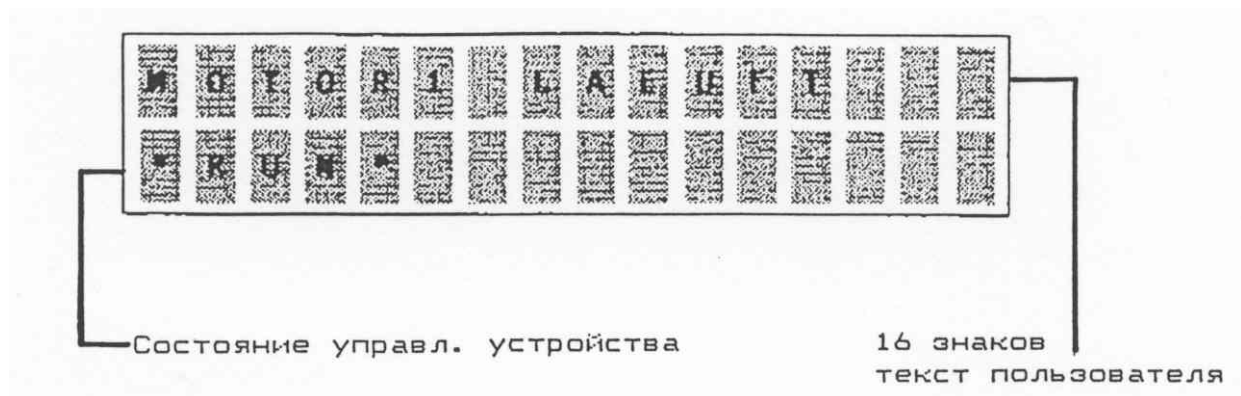 MOTOR1 LAEUFT
*RUN*
Состояние управл. устройства
16 знаков
текст пользователя